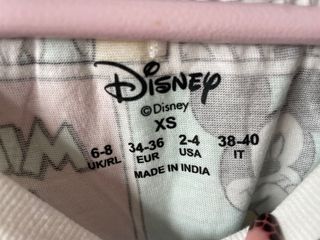 Disney
©Disney
XS
6-8 34-36 2-4 38-40
UK/RL EUR USA IT
MADE IN INDIA